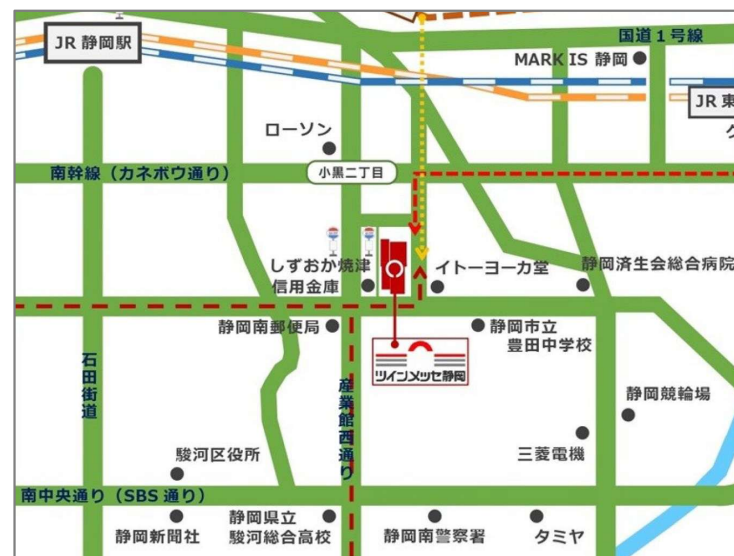 国道１号線
JR 静岡駅
MARK IS 静岡
JR 東
ク
ローソン
南幹線（カネボウ通り）
小黒二丁目
しずおか焼津
信用金庫
イトーヨーカ堂
静岡済生会総合病院
静岡南郵便局
静岡市立
豊田中学校
石田街道
産業館西通り
ツインメッセ静岡
静岡競輪場
駿河区役所
三菱電機
南中央通り（SBS 通り）
静岡新聞社
静岡県立
駿河総合高校
静岡南警察署
タミヤ